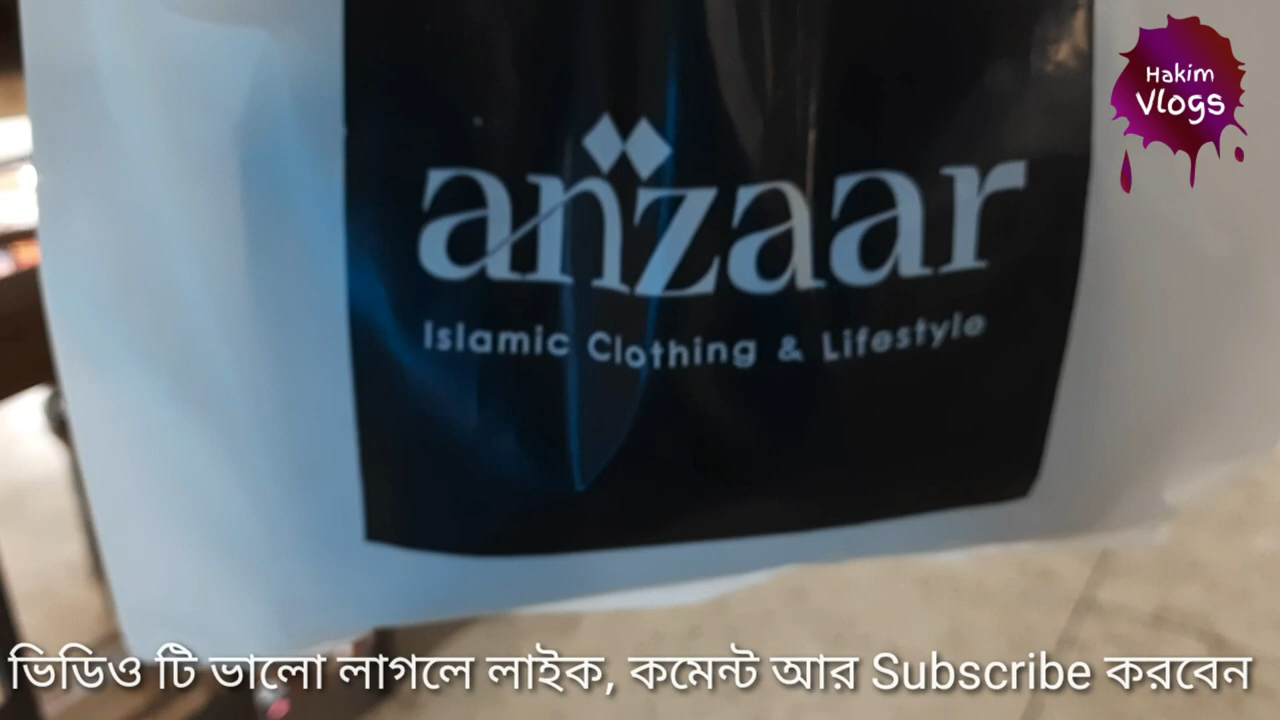 Hakim
Vlogs
anzaar
Islamic Clothing & Lifestyle
ভিডিও টি ভালো লাগলে লাইক, কমেন্ট আর Subscribe করবেন